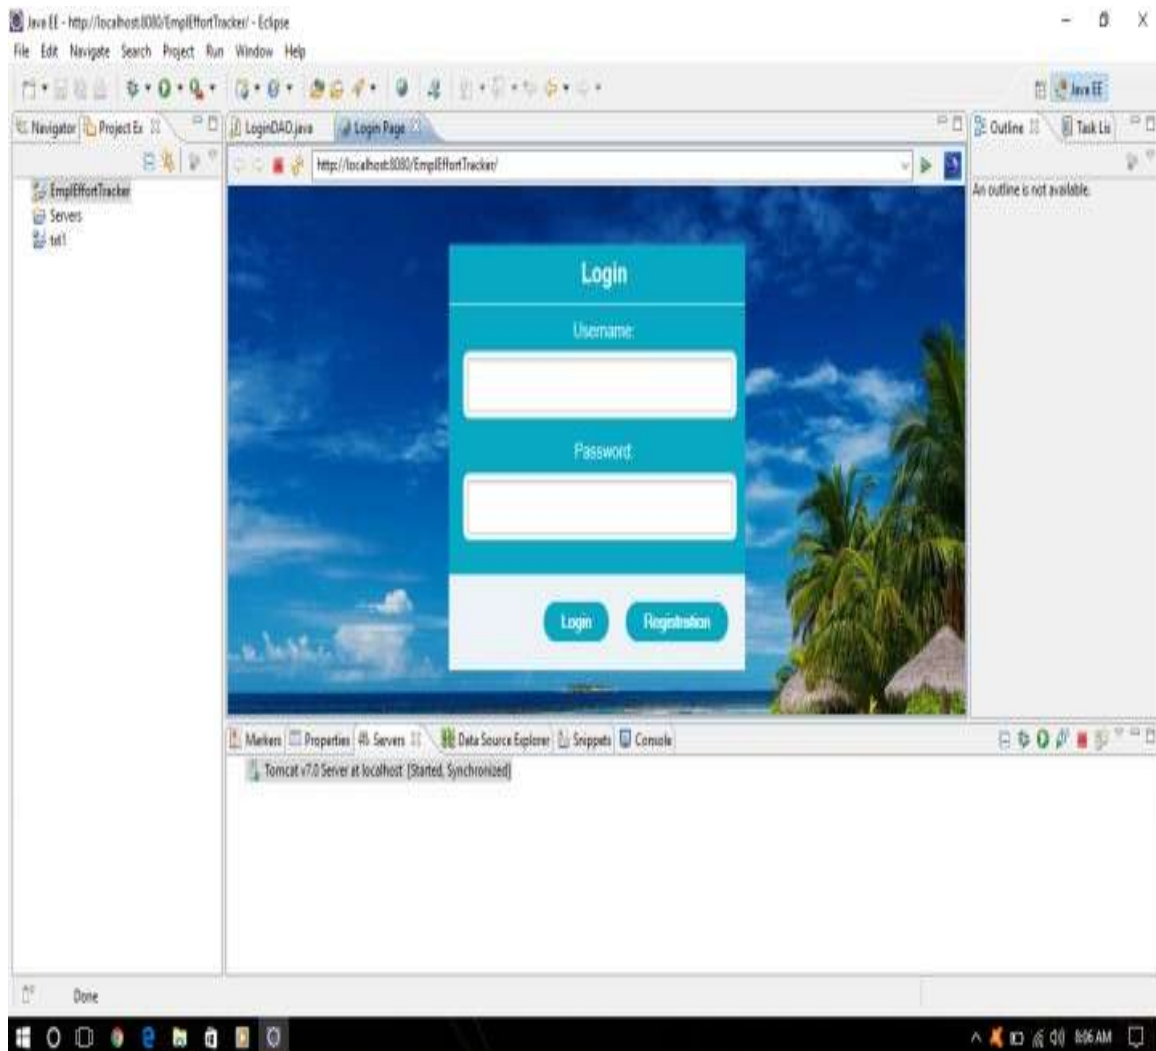 Java EE - http://localhost:8080/EmplEffortTracker/ - Eclipse
File Edit Navigate Search Project Run Window Help
Java EE
Navigator Project Ex LoginDAO.java Login Page Outline Task Lis
http://localhost:8080/EmplEffortTracker/
An outline is not available.
EmplEffortTracker
Servers
Login
Username:
Password:
Login Registration
Markers Properties Servers Data Source Explorer Snippets Console
Tomcat v7.0 Server at localhost [Started, Synchronized]
Done
8:06 AM